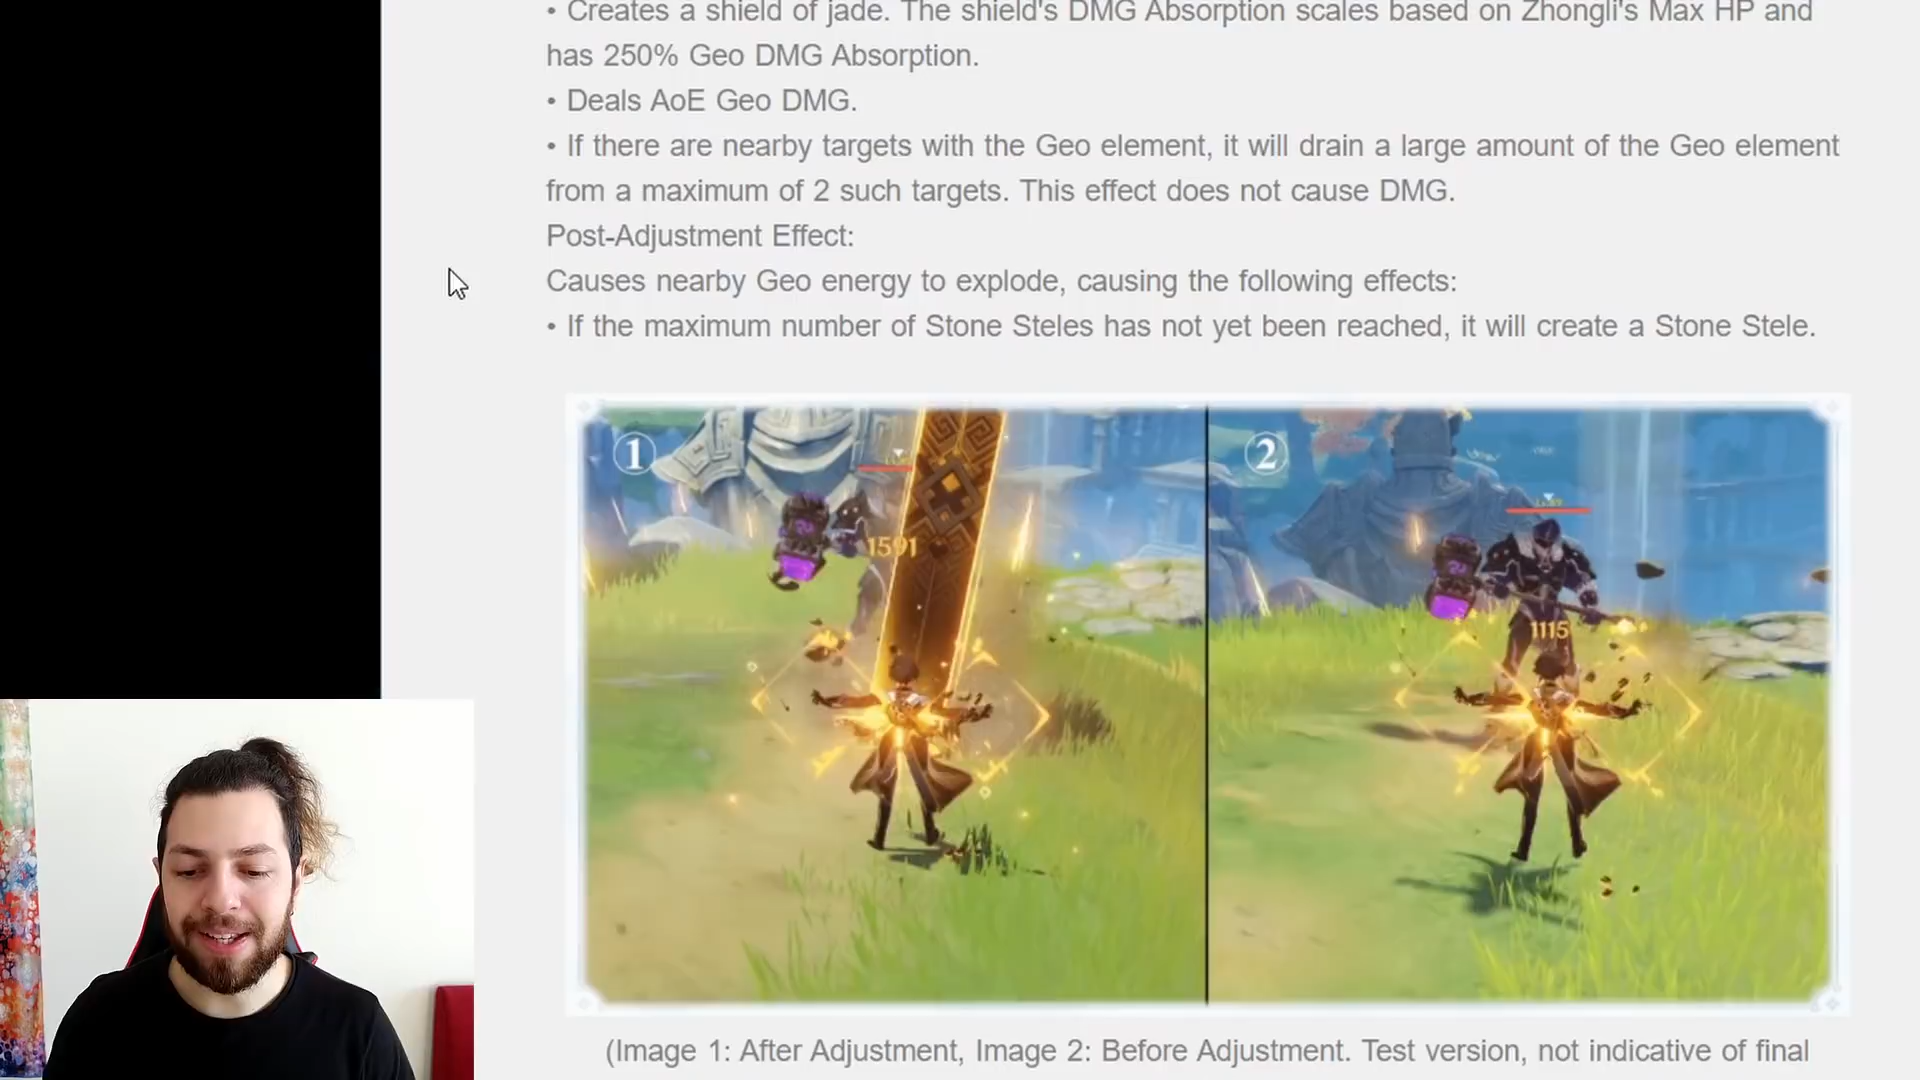 • Creates a shield of jade. The shield's DMG Absorption scales based on Zhongli's Max HP and
has 250% Geo DMG Absorption.
• Deals AoE Geo DMG.
• If there are nearby targets with the Geo element, it will drain a large amount of the Geo element
from a maximum of 2 such targets. This effect does not cause DMG.
Post-Adjustment Effect:
Causes nearby Geo energy to explode, causing the following effects:
• If the maximum number of Stone Steles has not yet been reached, it will create a Stone Stele.
1
2
1591
1115
(Image 1: After Adjustment, Image 2: Before Adjustment. Test version, not indicative of final